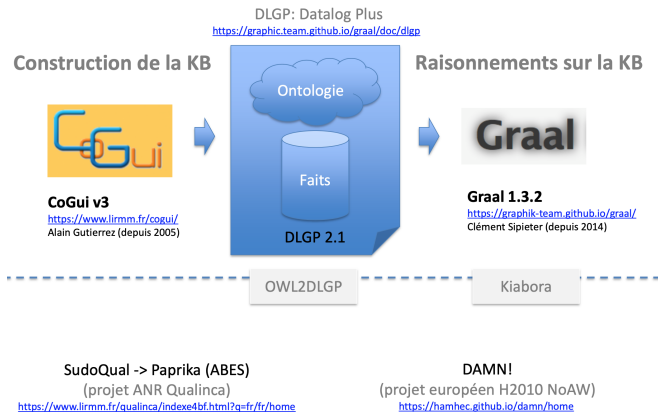 DLGP: Datalog Plus
https://graphic.team.github.io/graal/doc/dlgp
Construction de la KB
Raisonnements sur la KB
Ontologie
Faits
DLGP 2.1
CoGui
CoGui v3
https://www.lirmm.fr/cogui/
Alain Gutierrez (depuis 2005)
Graal
Graal 1.3.2
https://graphik-team.github.io/graal/
Clément Sipieter (depuis 2014)
OWL2DLGP
Kiabora
SudoQual -> Paprika (ABES)
(projet ANR Qualinca)
https://www.lirmm.fr/qualinca/indexe4bf.html?q=fr/fr/home
DAMN!
(projet européen H2010 NoAW)
https://hamhec.github.io/damn/home